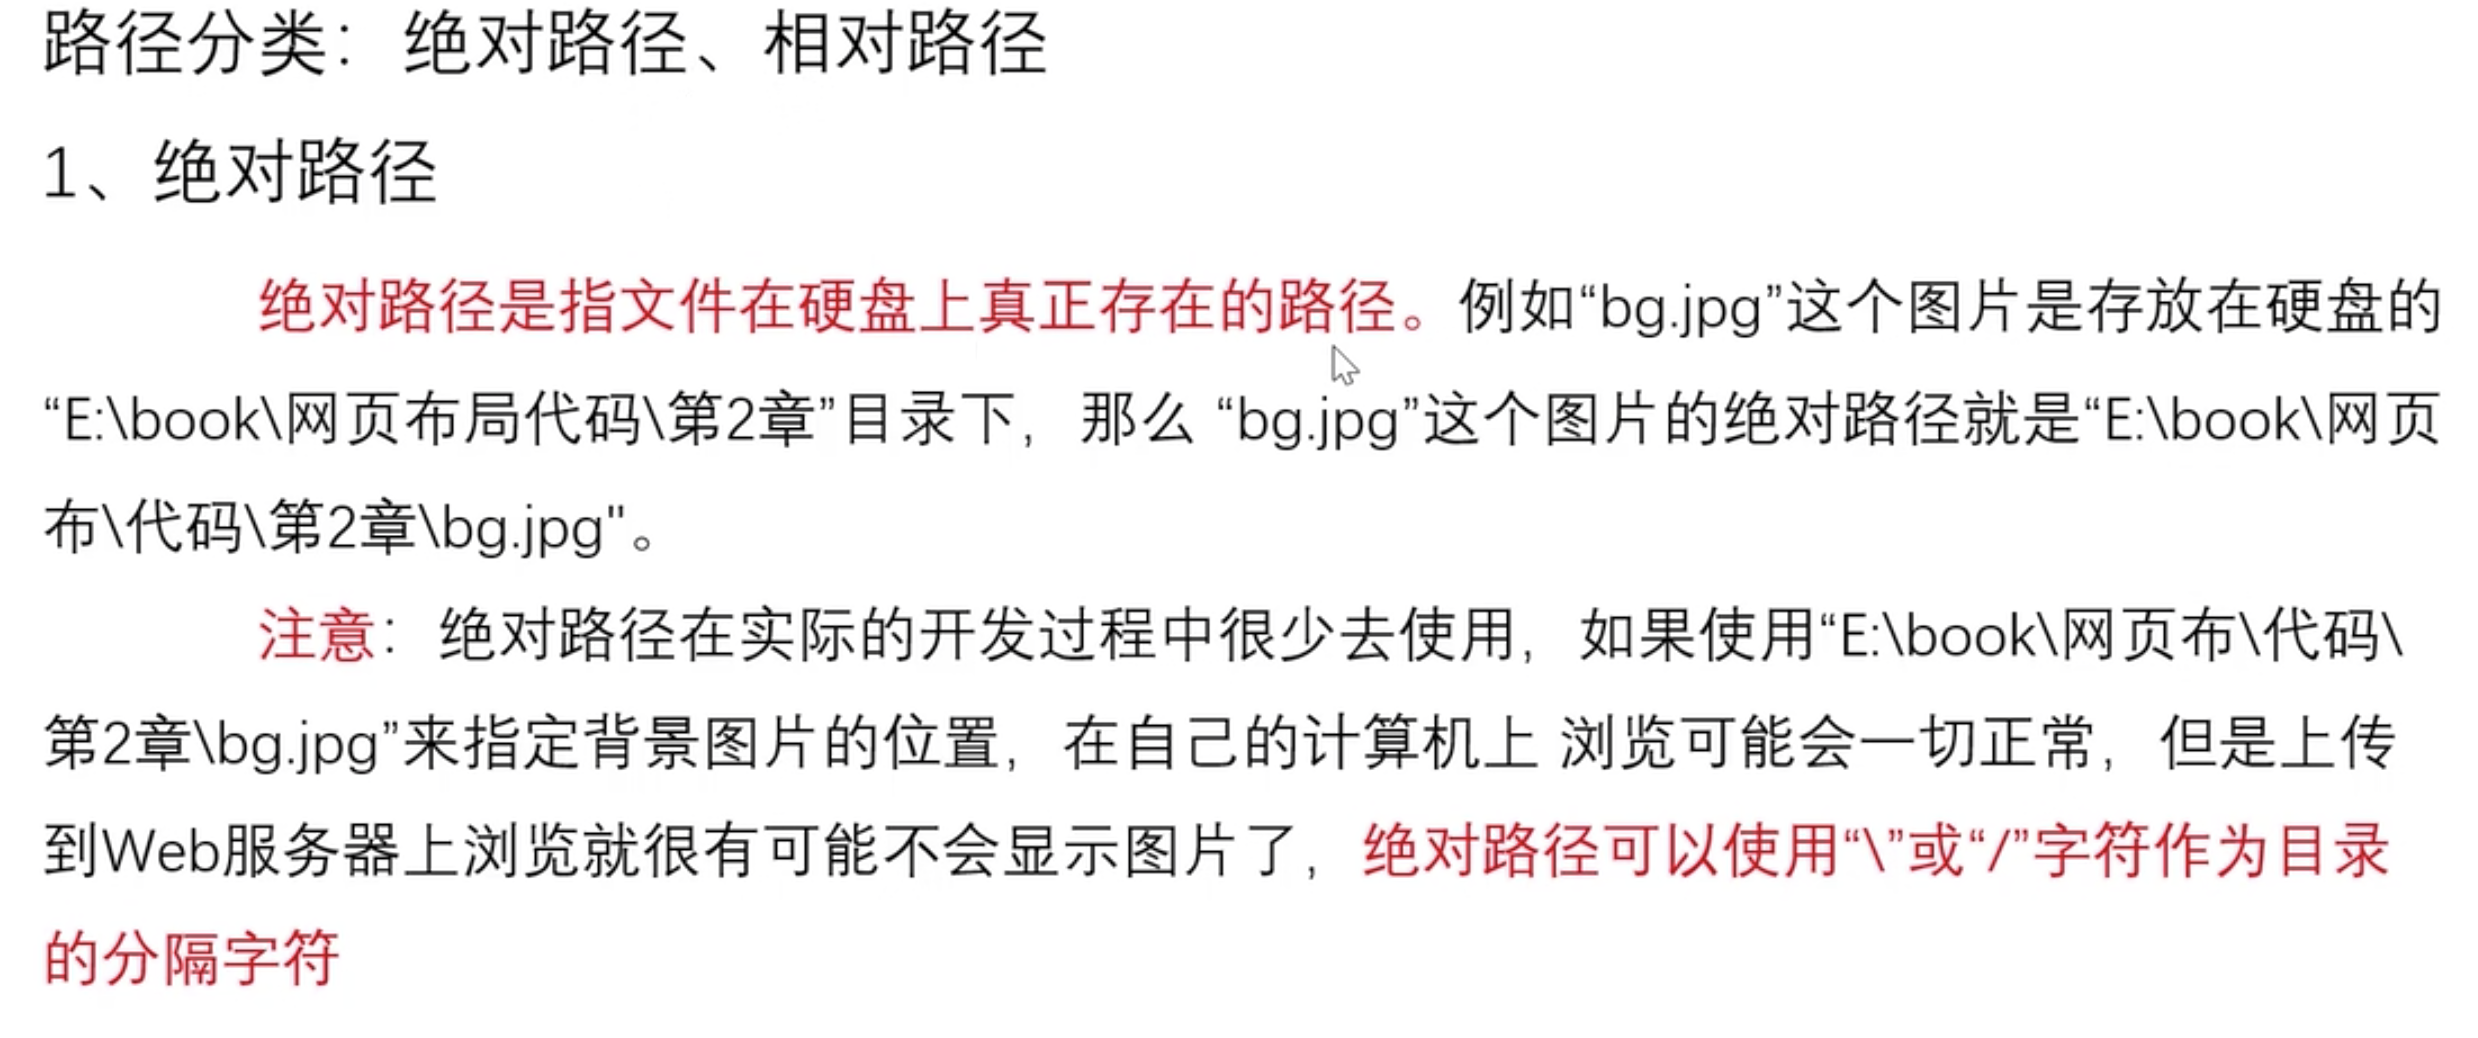 路径分类：绝对路径、相对路径
1、绝对路径
绝对路径是指文件在硬盘上真正存在的路径。例如“bg.jpg”这个图片是存放在硬盘的
“E:\book\网页布局代码\第2章”目录下，那么 “bg.jpg”这个图片的绝对路径就是“E:\book\网页
布\代码\第2章\bg.jpg"。
注意：绝对路径在实际的开发过程中很少去使用，如果使用“E:\book\网页布\代码\
第2章\bg.jpg”来指定背景图片的位置，在自己的计算机上 浏览可能会一切正常，但是上传
到Web服务器上浏览就很有可能不会显示图片了，绝对路径可以使用“\”或“/”字符作为目录
的分隔字符